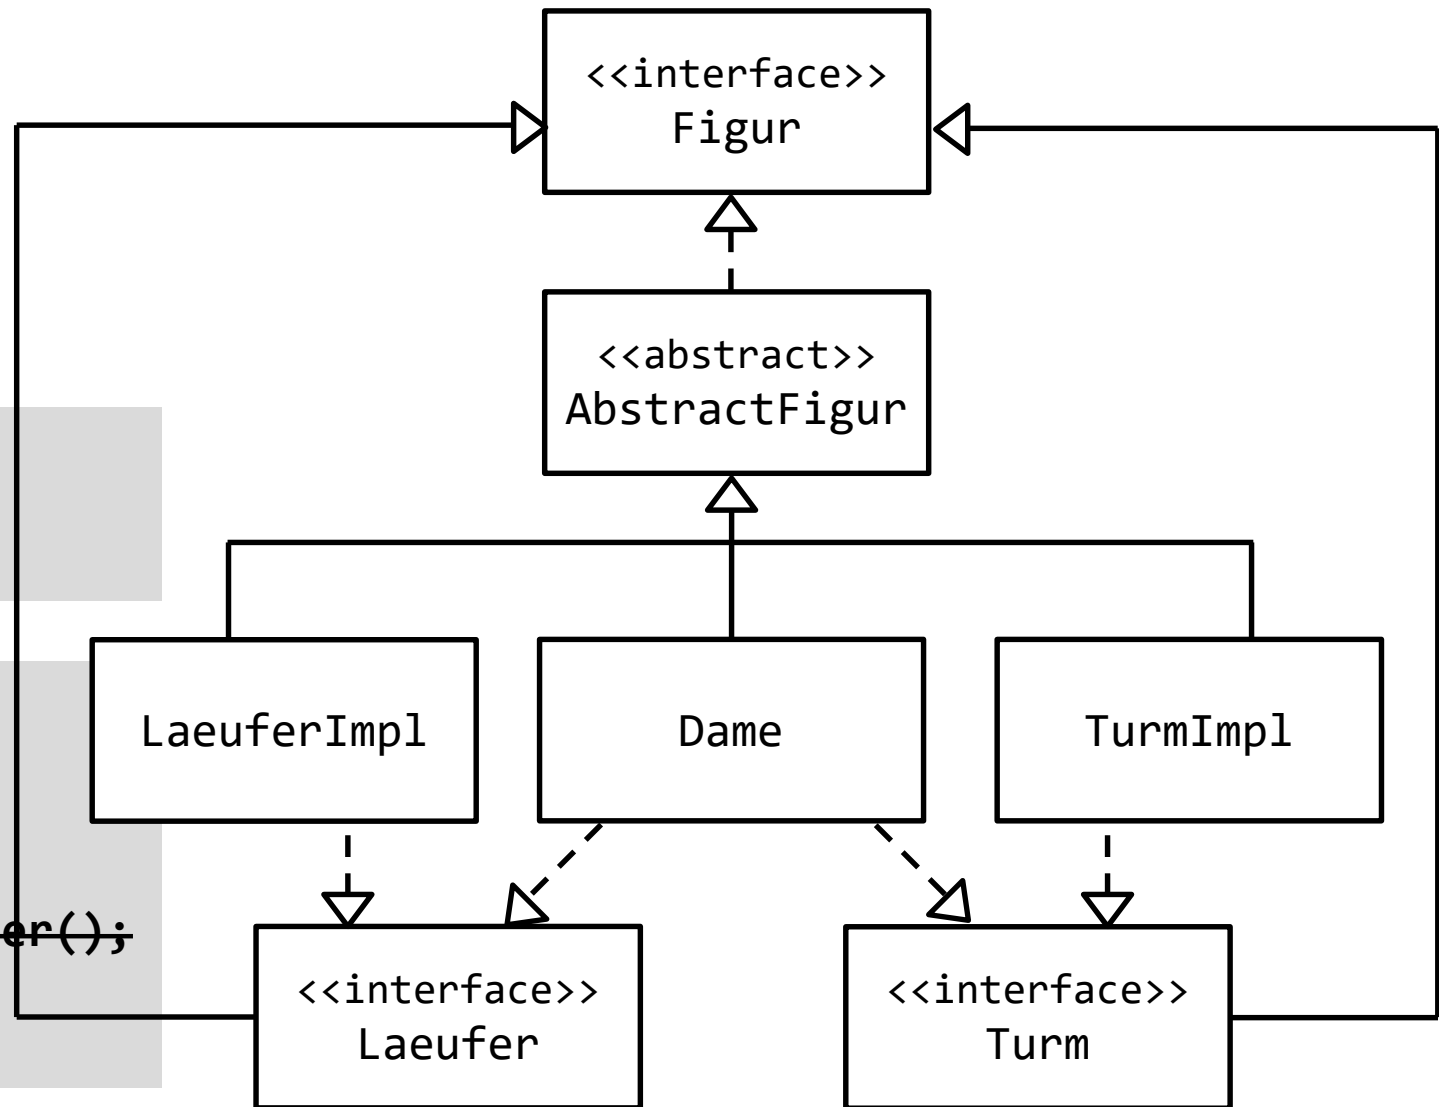 <<interface>>
Figur
<<abstract>>
AbstractFigur
LaeuferImpl
Dame
TurmImpl
er();
<<interface>>
Laeufer
<<interface>>
Turm